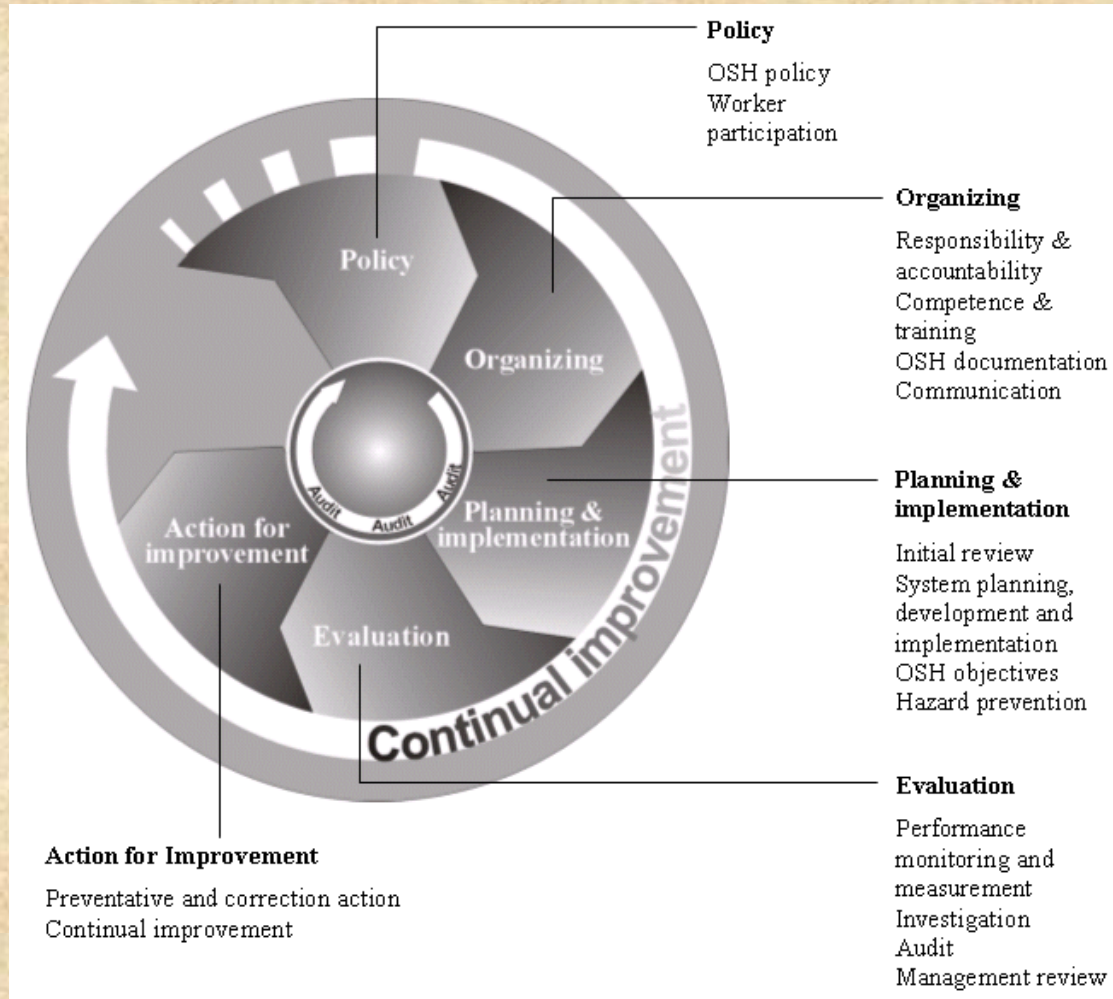 Policy
OSH policy
Worker
participation
Organizing
Responsibility &
accountability
Competence &
training
OSH documentation
Communication
Planning &
implementation
Initial review
System planning,
development and
implementation
OSH objectives
Hazard prevention
Evaluation
Performance
monitoring and
measurement
Investigation
Audit
Management review
Action for Improvement
Preventative and correction action
Continual improvement
Policy
Organizing
Planning &
implementation
Evaluation
Action for
improvement
Audit
Audit
Audit
Continual improvement